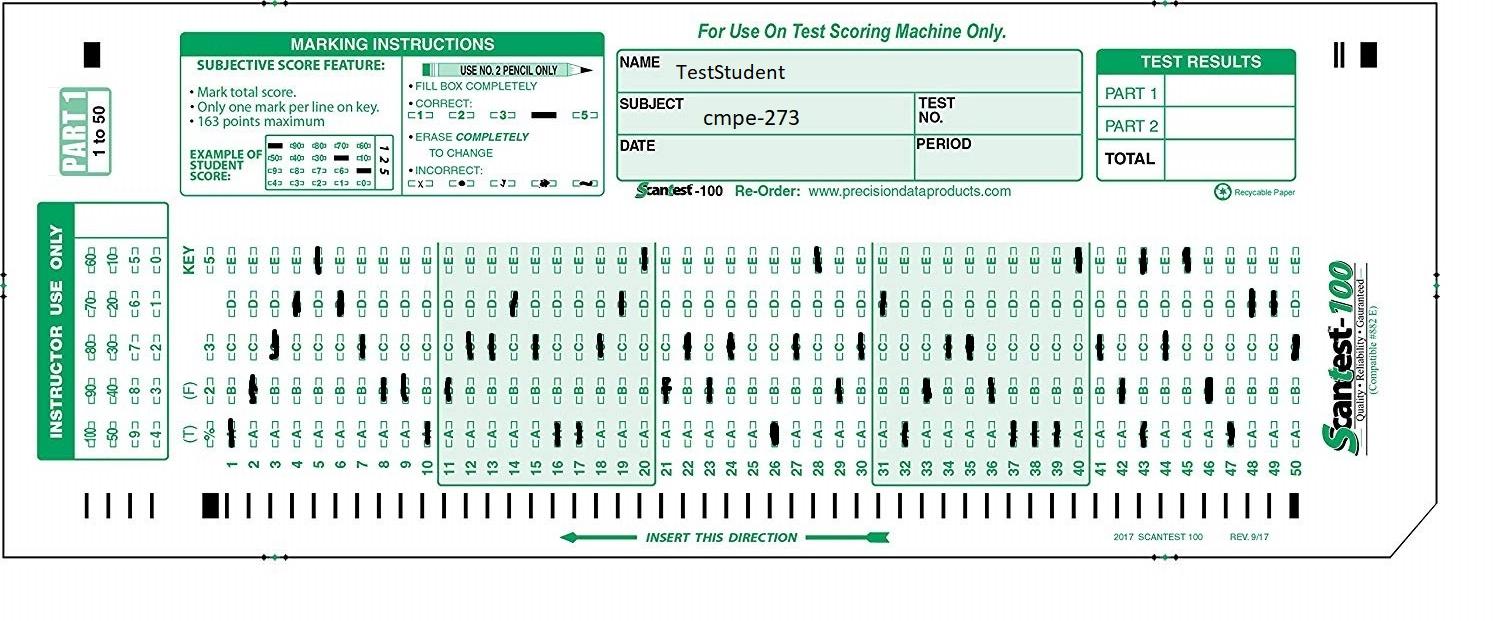 For Use On Test Scoring Machine Only.
MARKING INSTRUCTIONS
SUBJECTIVE SCORE FEATURE:
• Mark total score.
• Only one mark per line on key.
• 163 points maximum
EXAMPLE OF
STUDENT
SCORE:
90 80 70 60
50 40 30 10
9 8 7 6
4 3 2 1 0
1 2 5
USE NO. 2 PENCIL ONLY
• FILL BOX COMPLETELY
• CORRECT:
1 2 3 5
• ERASE COMPLETELY
TO CHANGE
• INCORRECT:
NAME TestStudent
SUBJECT cmpe-273
TEST
NO.
DATE
PERIOD
Scantest-100 Re-Order: www.precisiondataproducts.com
TEST RESULTS
PART 1
PART 2
TOTAL
Recyclable Paper
PART 1
1 to 50
INSTRUCTOR USE ONLY
60 10 5 0
70 20 6 1
80 30 7 2
90 40 8 3
100 50 9 4
KEY 5 E E E E E E E E E E E E E E E E E E E E E E E E E E E E E E E E E E E E E E E E E E
D D D D D D D D D D D D D D D D D D D D D D D D D D D D D D D D D D D D D D D D D D
3 C C C C C C C C C C C C C C C C C C C C C C C C C C C C C C C C C C C C
(F) 2 B B B B B B B B B B B B B B B B B B B B B B B B B B B B B B B B B B B B B B
(T) % A A A A A A A A A A A A A A A A A A A A A A A A A A A A A A A A A A A A A A
1 2 3 4 5 6 7 8 9 10 11 12 13 14 15 16 17 18 19 20 21 22 23 24 25 26 27 28 29 30 31 32 33 34 35 36 37 38 39 40 41 42 43 44 45 46 47 48 49 50
INSERT THIS DIRECTION
2017 SCANTEST 100 REV. 9/17
Scantest-100
Quality • Reliability • Gauranteed
(Compatible #882 E)